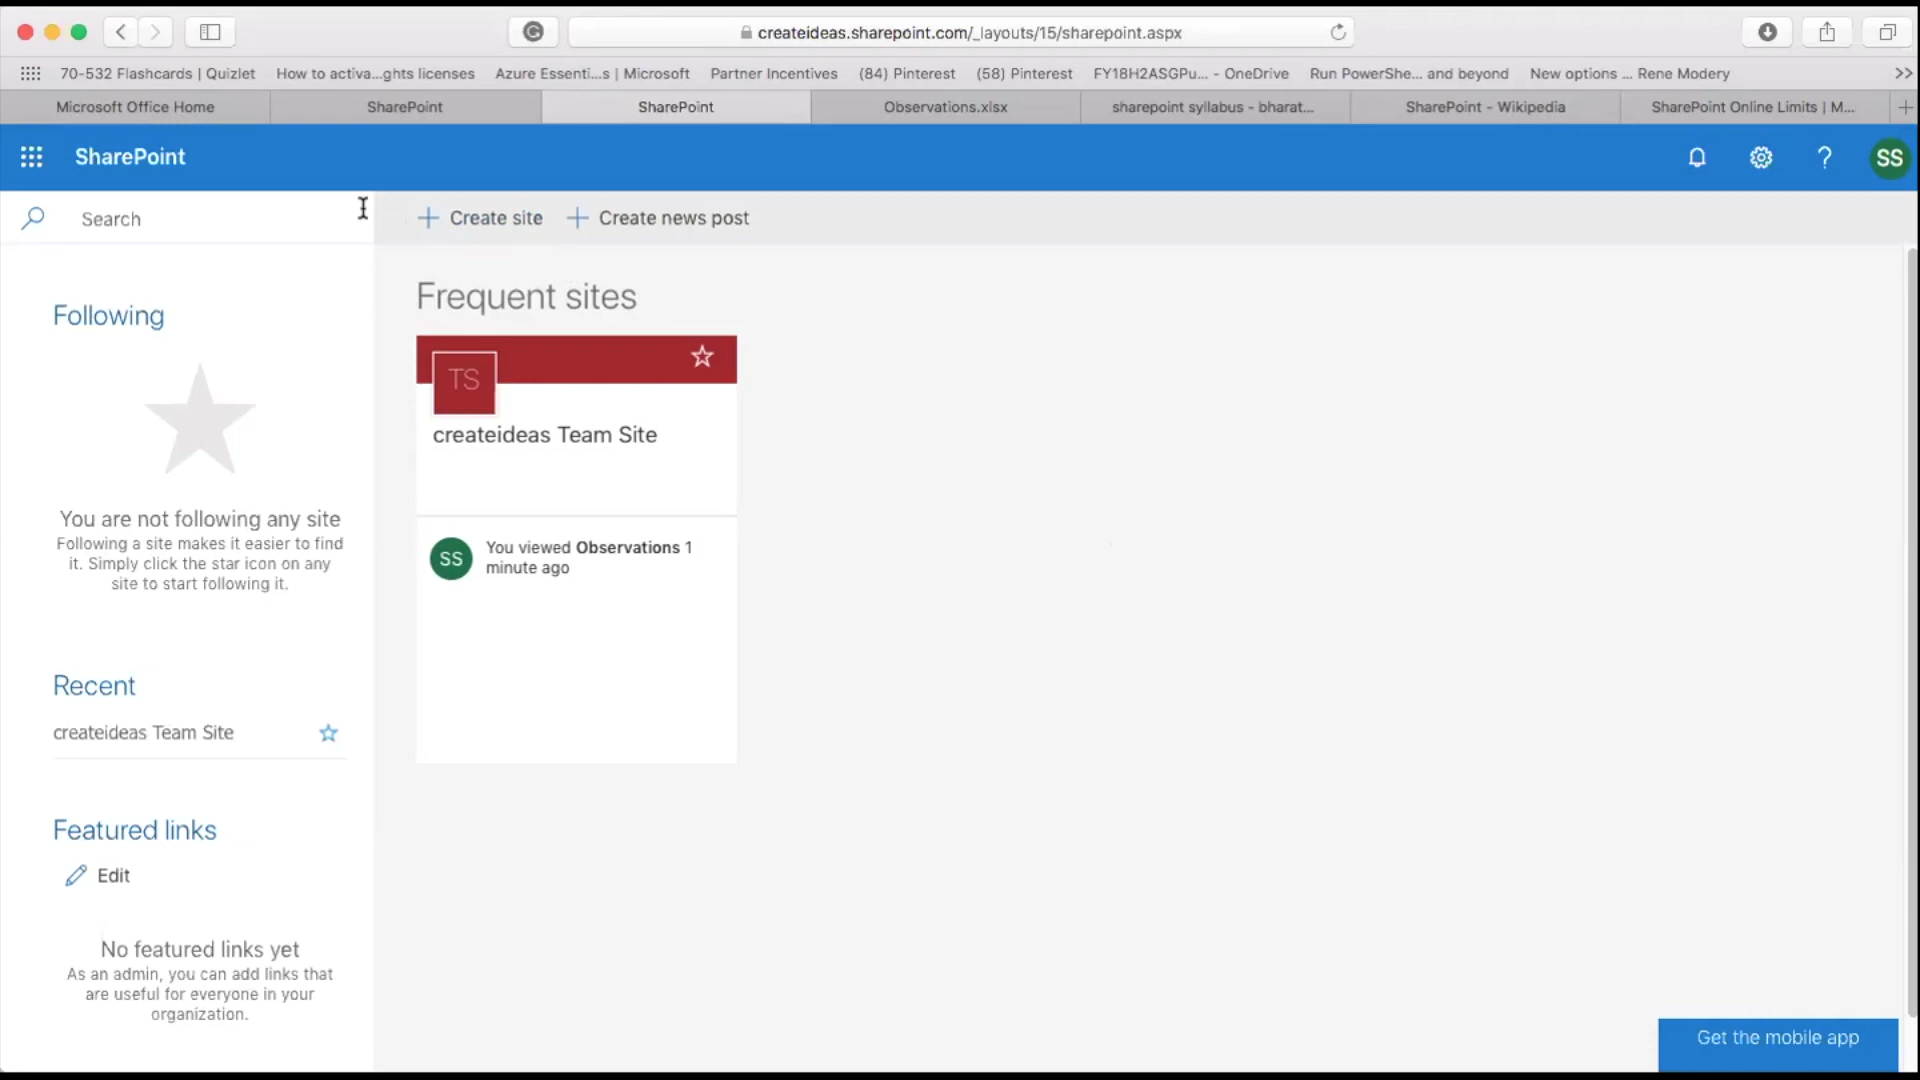 createideas.sharepoint.com/_layouts/15/sharepoint.aspx
70-532 Flashcards | Quizlet
How to activa...ghts licenses
Azure Essenti...s | Microsoft
Partner Incentives
(84) Pinterest
(58) Pinterest
FY18H2ASGPu... - OneDrive
Run PowerShe... and beyond
New options ... Rene Modery
>>
Microsoft Office Home
SharePoint
SharePoint
Observations.xlsx
sharepoint syllabus - bharat...
SharePoint - Wikipedia
SharePoint Online Limits | M...
SharePoint
?
SS
Search
Create site
Create news post
Following
You are not following any site
Following a site makes it easier to find
it. Simply click the star icon on any
site to start following it.
Recent
createideas Team Site
Featured links
Edit
No featured links yet
As an admin, you can add links that
are useful for everyone in your
organization.
Frequent sites
TS
createideas Team Site
SS
You viewed Observations 1
minute ago
Get the mobile app